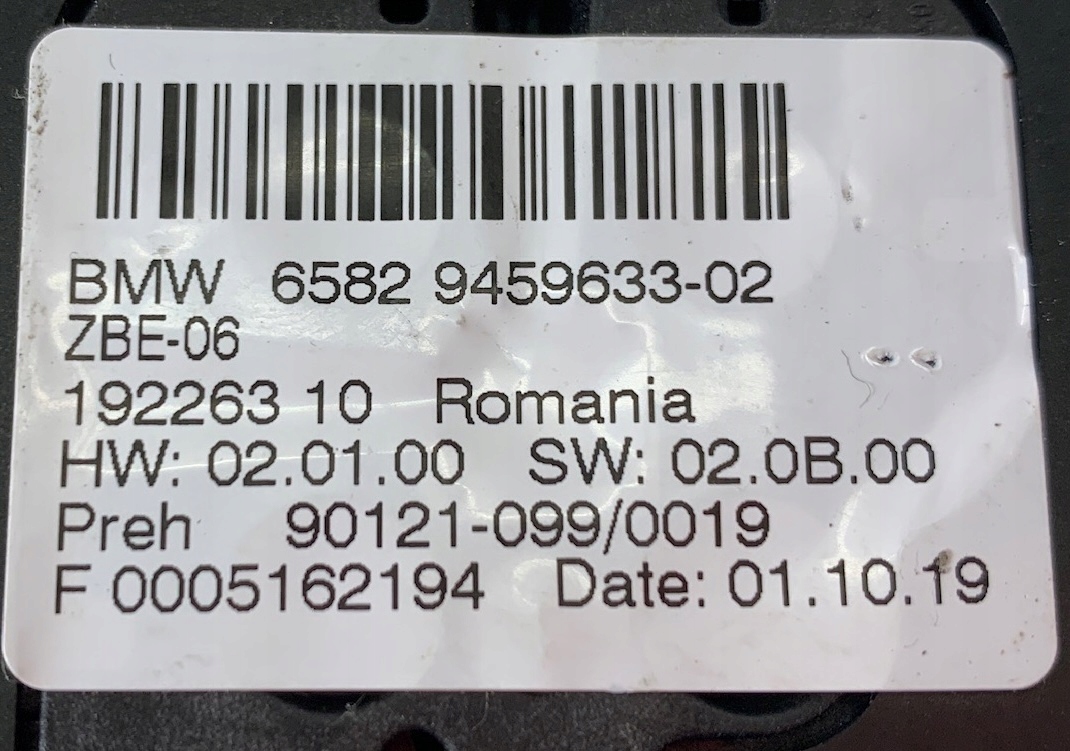 BMW 6582 9459633-02
ZBE-06
192263 10 Romania
HW: 02.01.00 SW: 02.0B.00
Preh 90121-099/0019
F 0005162194 Date: 01.10.19